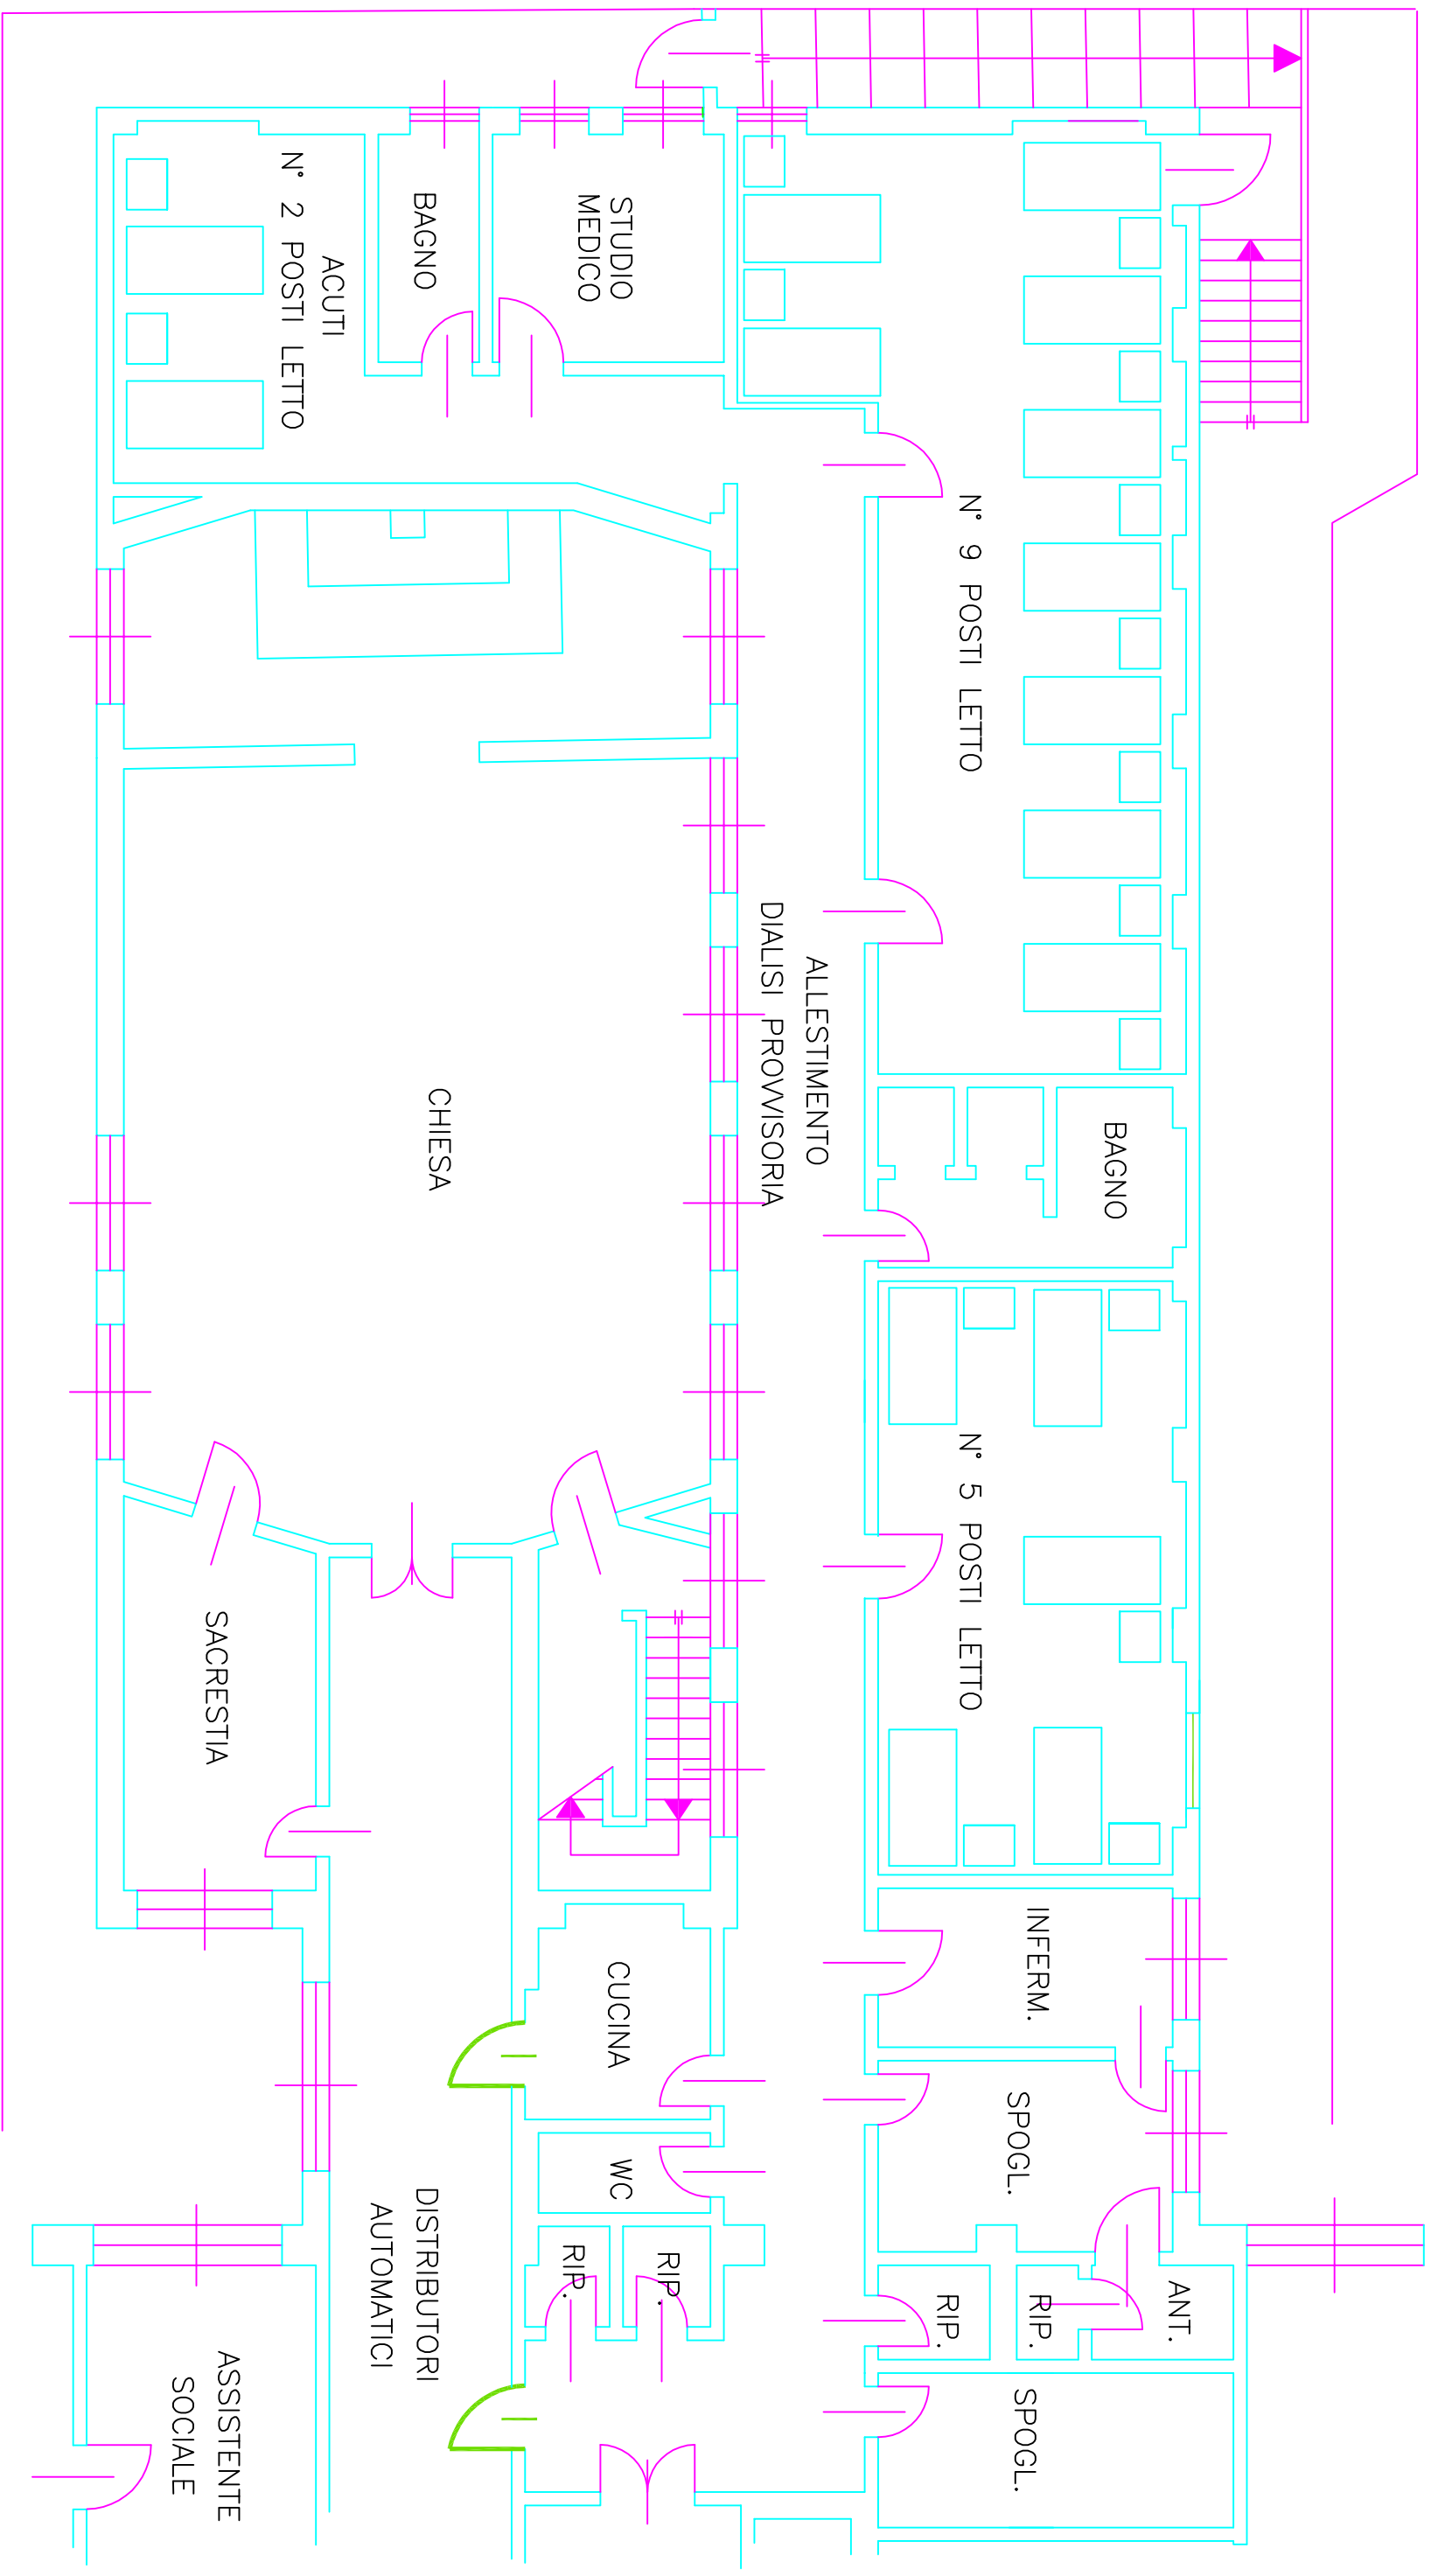 N° 2 POSTI LETTO
ACUTI
BAGNO
STUDIO
MEDICO
N° 9 POSTI LETTO
ALLESTIMENTO
DIALISI PROVVISORIA
CHIESA
BAGNO
N° 5 POSTI LETTO
SACRESTIA
INFERM.
CUCINA
SPOGL.
WC
DISTRIBUTORI
AUTOMATICI
RIP.
RIP.
RIP.
RIP.
ANT.
ASSISTENTE
SOCIALE
SPOGL.